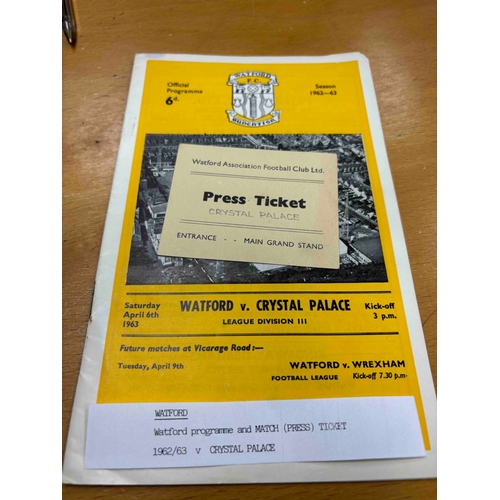 Official
Programme
6d.
WATFORD
F.C.
AUDENTIOR
Season
1962-63
Watford Association Football Club Ltd.
Press Ticket
CRYSTAL PALACE
ENTRANCE - - MAIN GRAND STAND
Saturday
April 6th
1963
WATFORD v. CRYSTAL PALACE
LEAGUE DIVISION III
Kick-off
3 p.m.
Future matches at Vicarage Road:—
Tuesday, April 9th
WATFORD v. WREXHAM
FOOTBALL LEAGUE Kick-off 7.30 p.m.
WATFORD
Watford programme and MATCH (PRESS) TICKET
1962/63 v CRYSTAL PALACE